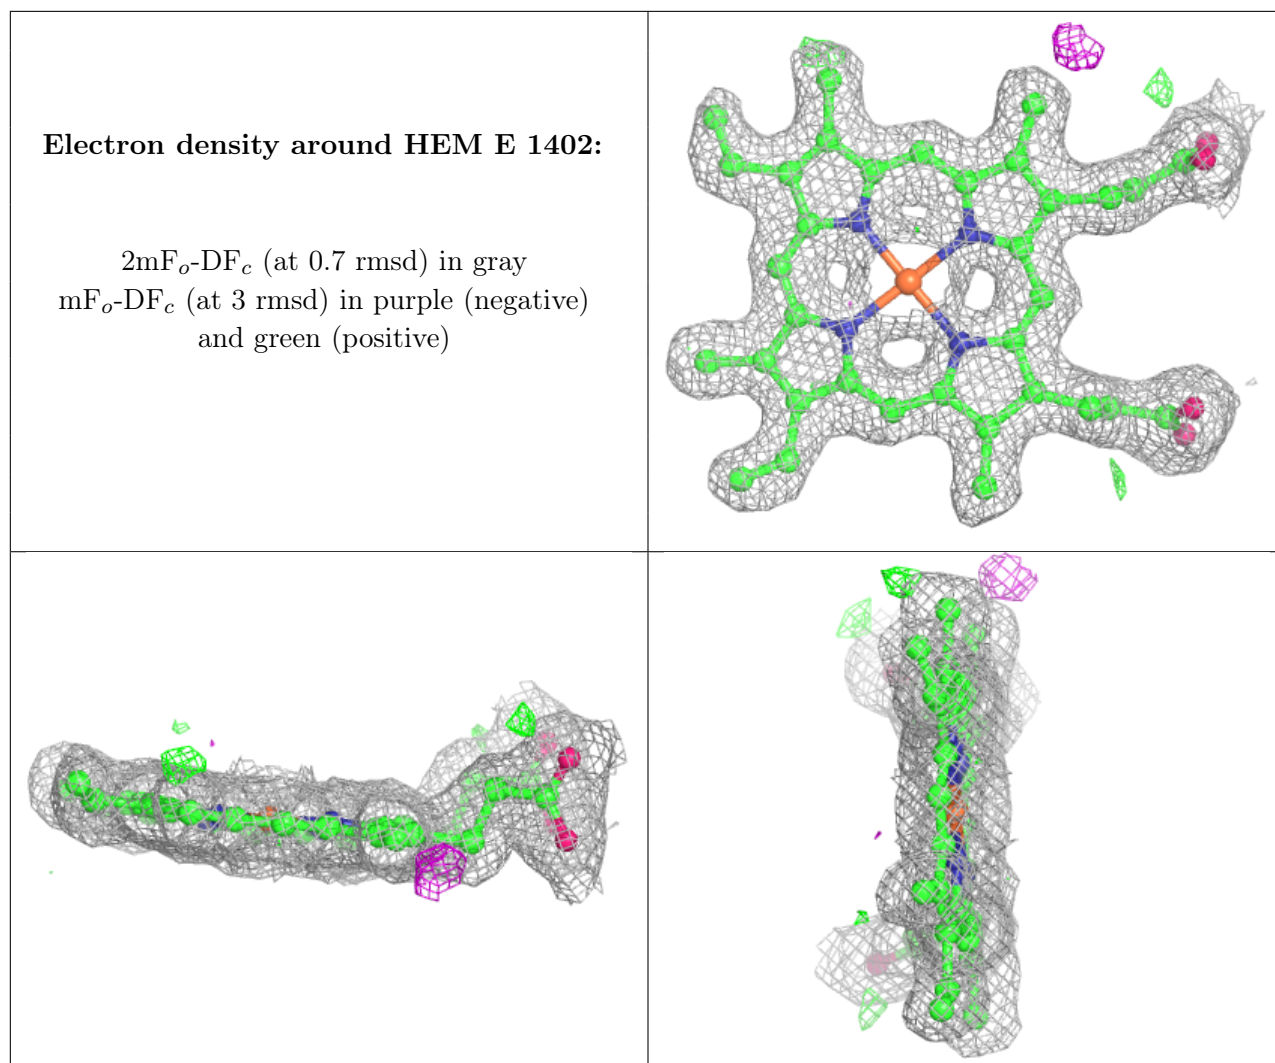 Electron density around HEM E 1402:
2mFₒ-DF𝒸 (at 0.7 rmsd) in gray
mFₒ-DF𝒸 (at 3 rmsd) in purple (negative)
and green (positive)